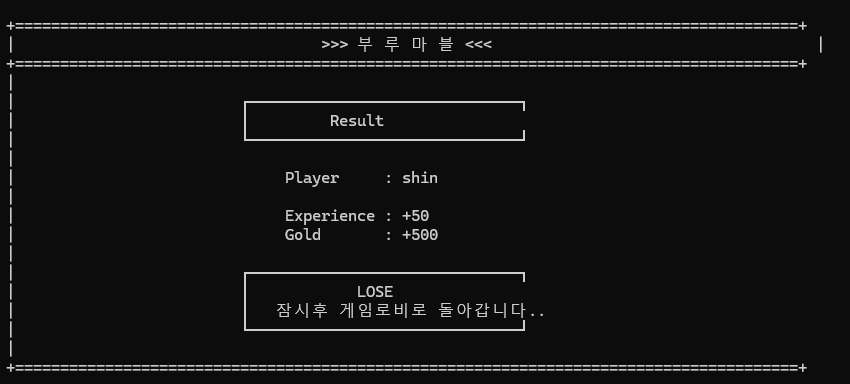 >>> 부 루 마 블 <<<
Result
Player : shin
Experience : +50
Gold : +500
LOSE
잠시후 게임로비로 돌아갑니다..